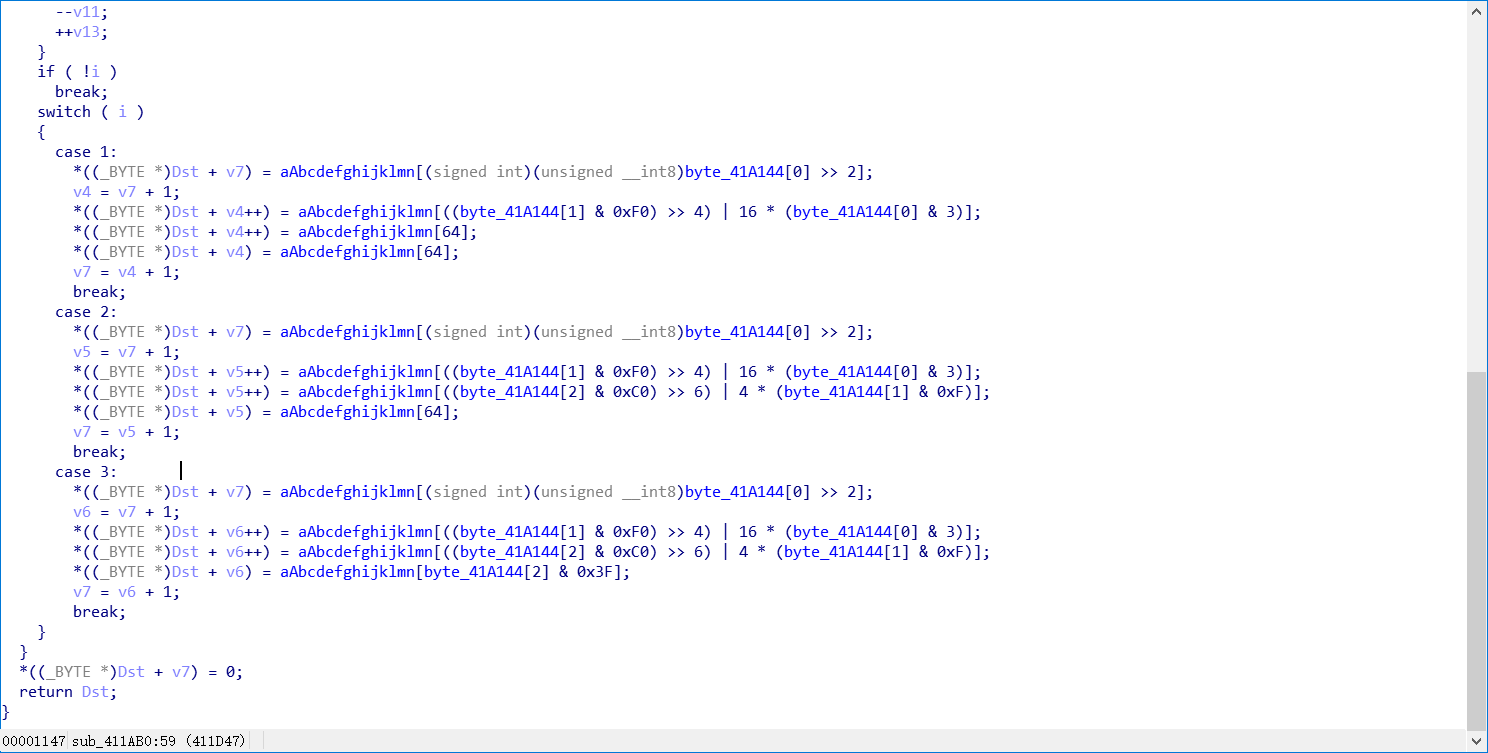 --v11;
++v13;
}
if ( !i )
break;
switch ( i )
{
case 1:
*((_BYTE *)Dst + v7) = aAbcdefghijklmn[(signed int)(unsigned __int8)byte_41A144[0] >> 2];
v4 = v7 + 1;
*((_BYTE *)Dst + v4++) = aAbcdefghijklmn[((byte_41A144[1] & 0xF0) >> 4) | 16 * (byte_41A144[0] & 3)];
*((_BYTE *)Dst + v4++) = aAbcdefghijklmn[64];
*((_BYTE *)Dst + v4) = aAbcdefghijklmn[64];
v7 = v4 + 1;
break;
case 2:
*((_BYTE *)Dst + v7) = aAbcdefghijklmn[(signed int)(unsigned __int8)byte_41A144[0] >> 2];
v5 = v7 + 1;
*((_BYTE *)Dst + v5++) = aAbcdefghijklmn[((byte_41A144[1] & 0xF0) >> 4) | 16 * (byte_41A144[0] & 3)];
*((_BYTE *)Dst + v5++) = aAbcdefghijklmn[((byte_41A144[2] & 0xC0) >> 6) | 4 * (byte_41A144[1] & 0xF)];
*((_BYTE *)Dst + v5) = aAbcdefghijklmn[64];
v7 = v5 + 1;
break;
case 3:
*((_BYTE *)Dst + v7) = aAbcdefghijklmn[(signed int)(unsigned __int8)byte_41A144[0] >> 2];
v6 = v7 + 1;
*((_BYTE *)Dst + v6++) = aAbcdefghijklmn[((byte_41A144[1] & 0xF0) >> 4) | 16 * (byte_41A144[0] & 3)];
*((_BYTE *)Dst + v6++) = aAbcdefghijklmn[((byte_41A144[2] & 0xC0) >> 6) | 4 * (byte_41A144[1] & 0xF)];
*((_BYTE *)Dst + v6) = aAbcdefghijklmn[byte_41A144[2] & 0x3F];
v7 = v6 + 1;
break;
}
}
*((_BYTE *)Dst + v7) = 0;
return Dst;
}
00001147 sub_411AB0:59 (411D47)